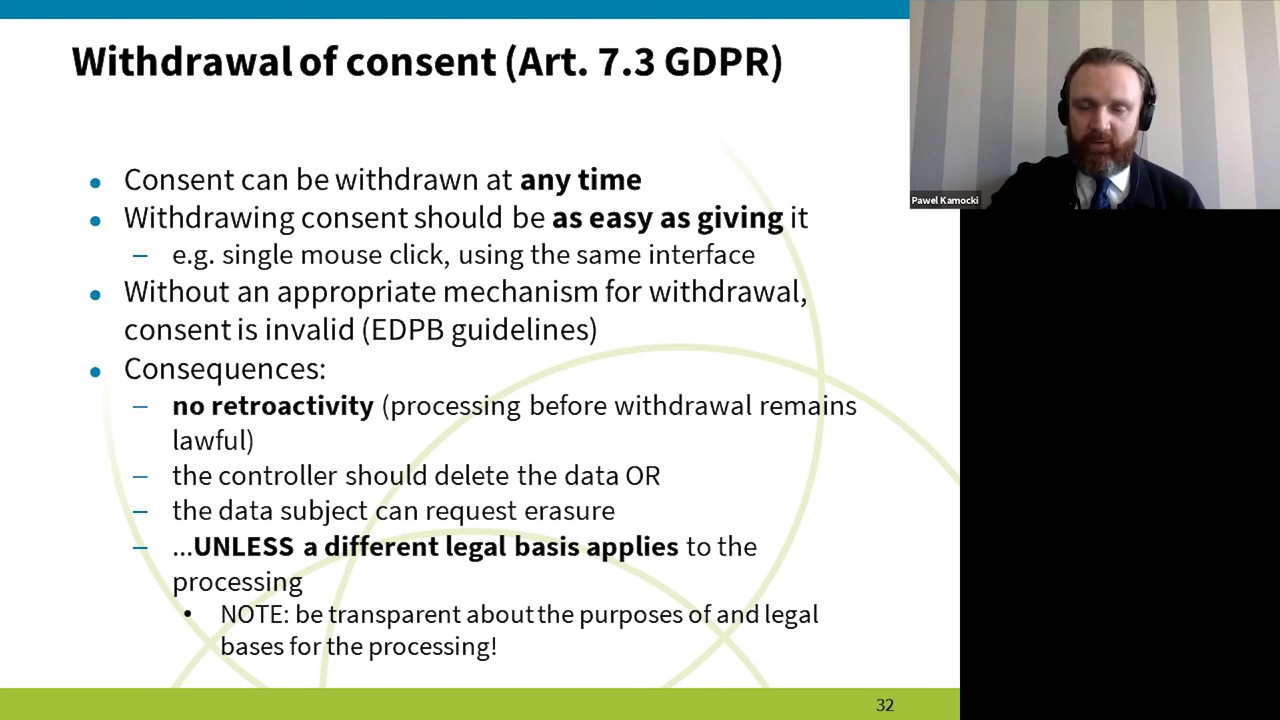 Withdrawal of consent (Art. 7.3 GDPR)
Pawel Kamocki
• Consent can be withdrawn at any time
• Withdrawing consent should be as easy as giving it
– e.g. single mouse click, using the same interface
• Without an appropriate mechanism for withdrawal,
consent is invalid (EDPB guidelines)
• Consequences:
– no retroactivity (processing before withdrawal remains
lawful)
– the controller should delete the data OR
– the data subject can request erasure
– ...UNLESS a different legal basis applies to the
processing
• NOTE: be transparent about the purposes of and legal
bases for the processing!
32